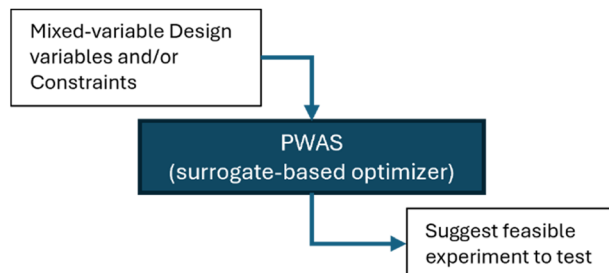 Mixed-variable Design
variables and/or
Constraints
PWAS
(surrogate-based optimizer)
Suggest feasible
experiment to test